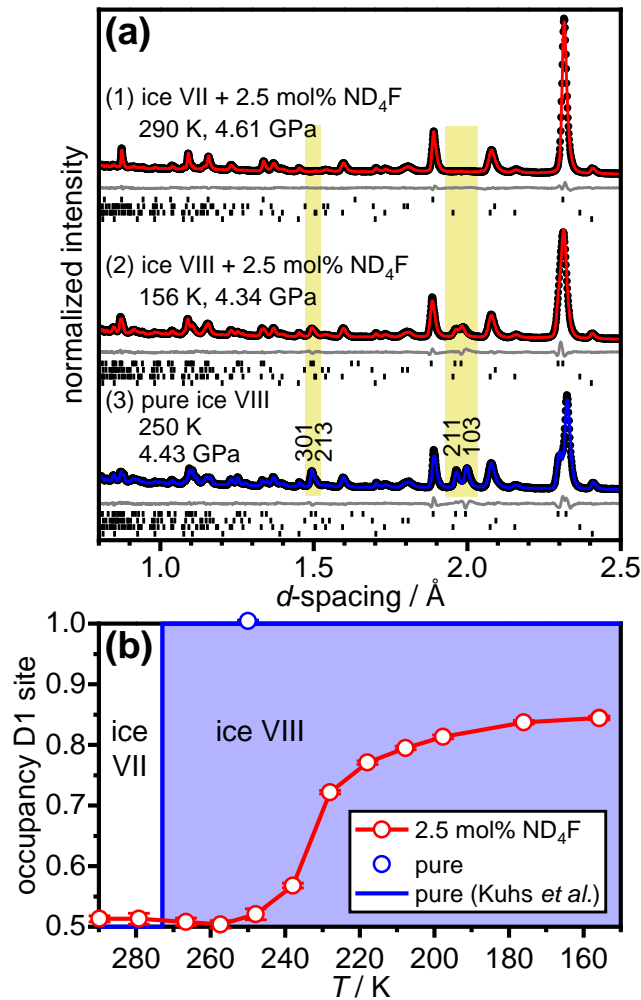 (a)
(1) ice VII + 2.5 mol% ND₄F
290 K, 4.61 GPa
(2) ice VIII + 2.5 mol% ND₄F
156 K, 4.34 GPa
(3) pure ice VIII
250 K
4.43 GPa
301
213
211
103
normalized intensity
1.0 1.5 2.0 2.5
d-spacing / Å
(b)
1.0
0.9
0.8
0.7
0.6
0.5
occupancy D1 site
ice
VII
ice VIII
2.5 mol% ND₄F
pure
pure (Kuhs et al.)
280 260 240 220 200 180 160
T / K